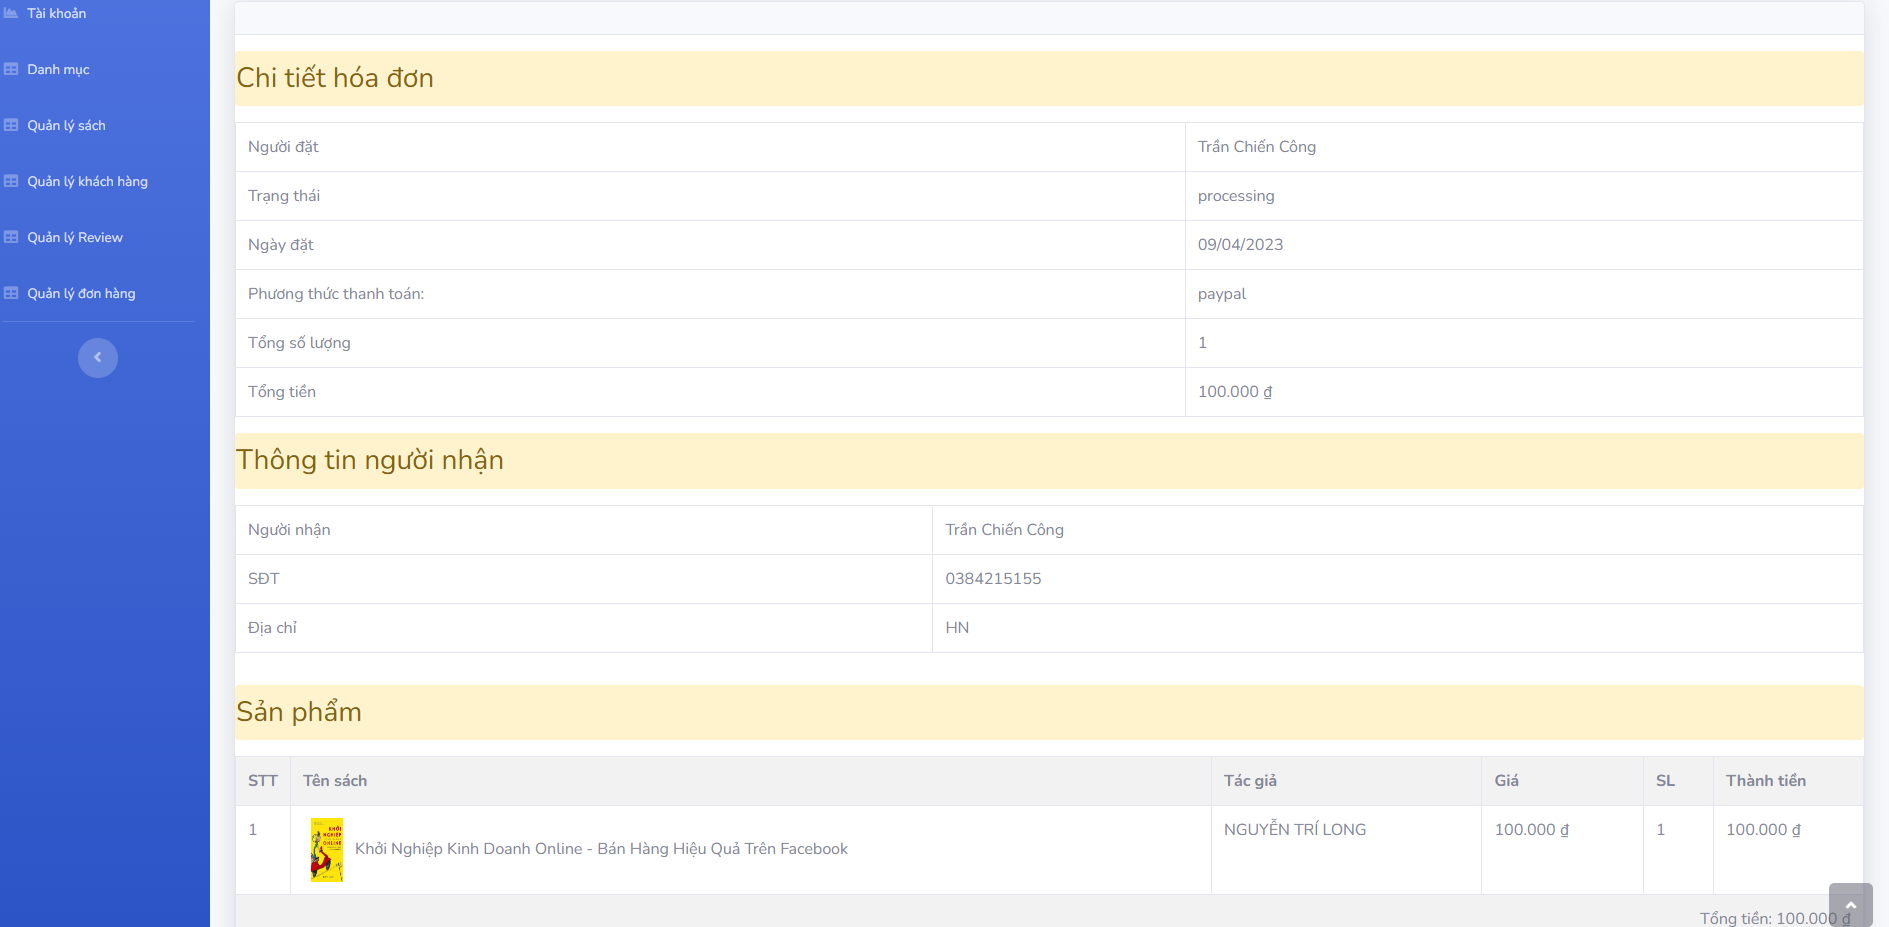 Tài khoản
Danh mục
Quản lý sách
Quản lý khách hàng
Quản lý Review
Quản lý đơn hàng
Chi tiết hóa đơn
Người đặt Trần Chiến Công
Trạng thái processing
Ngày đặt 09/04/2023
Phương thức thanh toán: paypal
Tổng số lượng 1
Tổng tiền 100.000 ₫
Thông tin người nhận
Người nhận Trần Chiến Công
SĐT 0384215155
Địa chỉ HN
Sản phẩm
STT Tên sách Tác giả Giá SL Thành tiền
1 Khởi Nghiệp Kinh Doanh Online - Bán Hàng Hiệu Quả Trên Facebook NGUYỄN TRÍ LONG 100.000 ₫ 1 100.000 ₫
KHỞI
NGHIỆP
ONLINE
Tổng tiền: 100.000 ₫